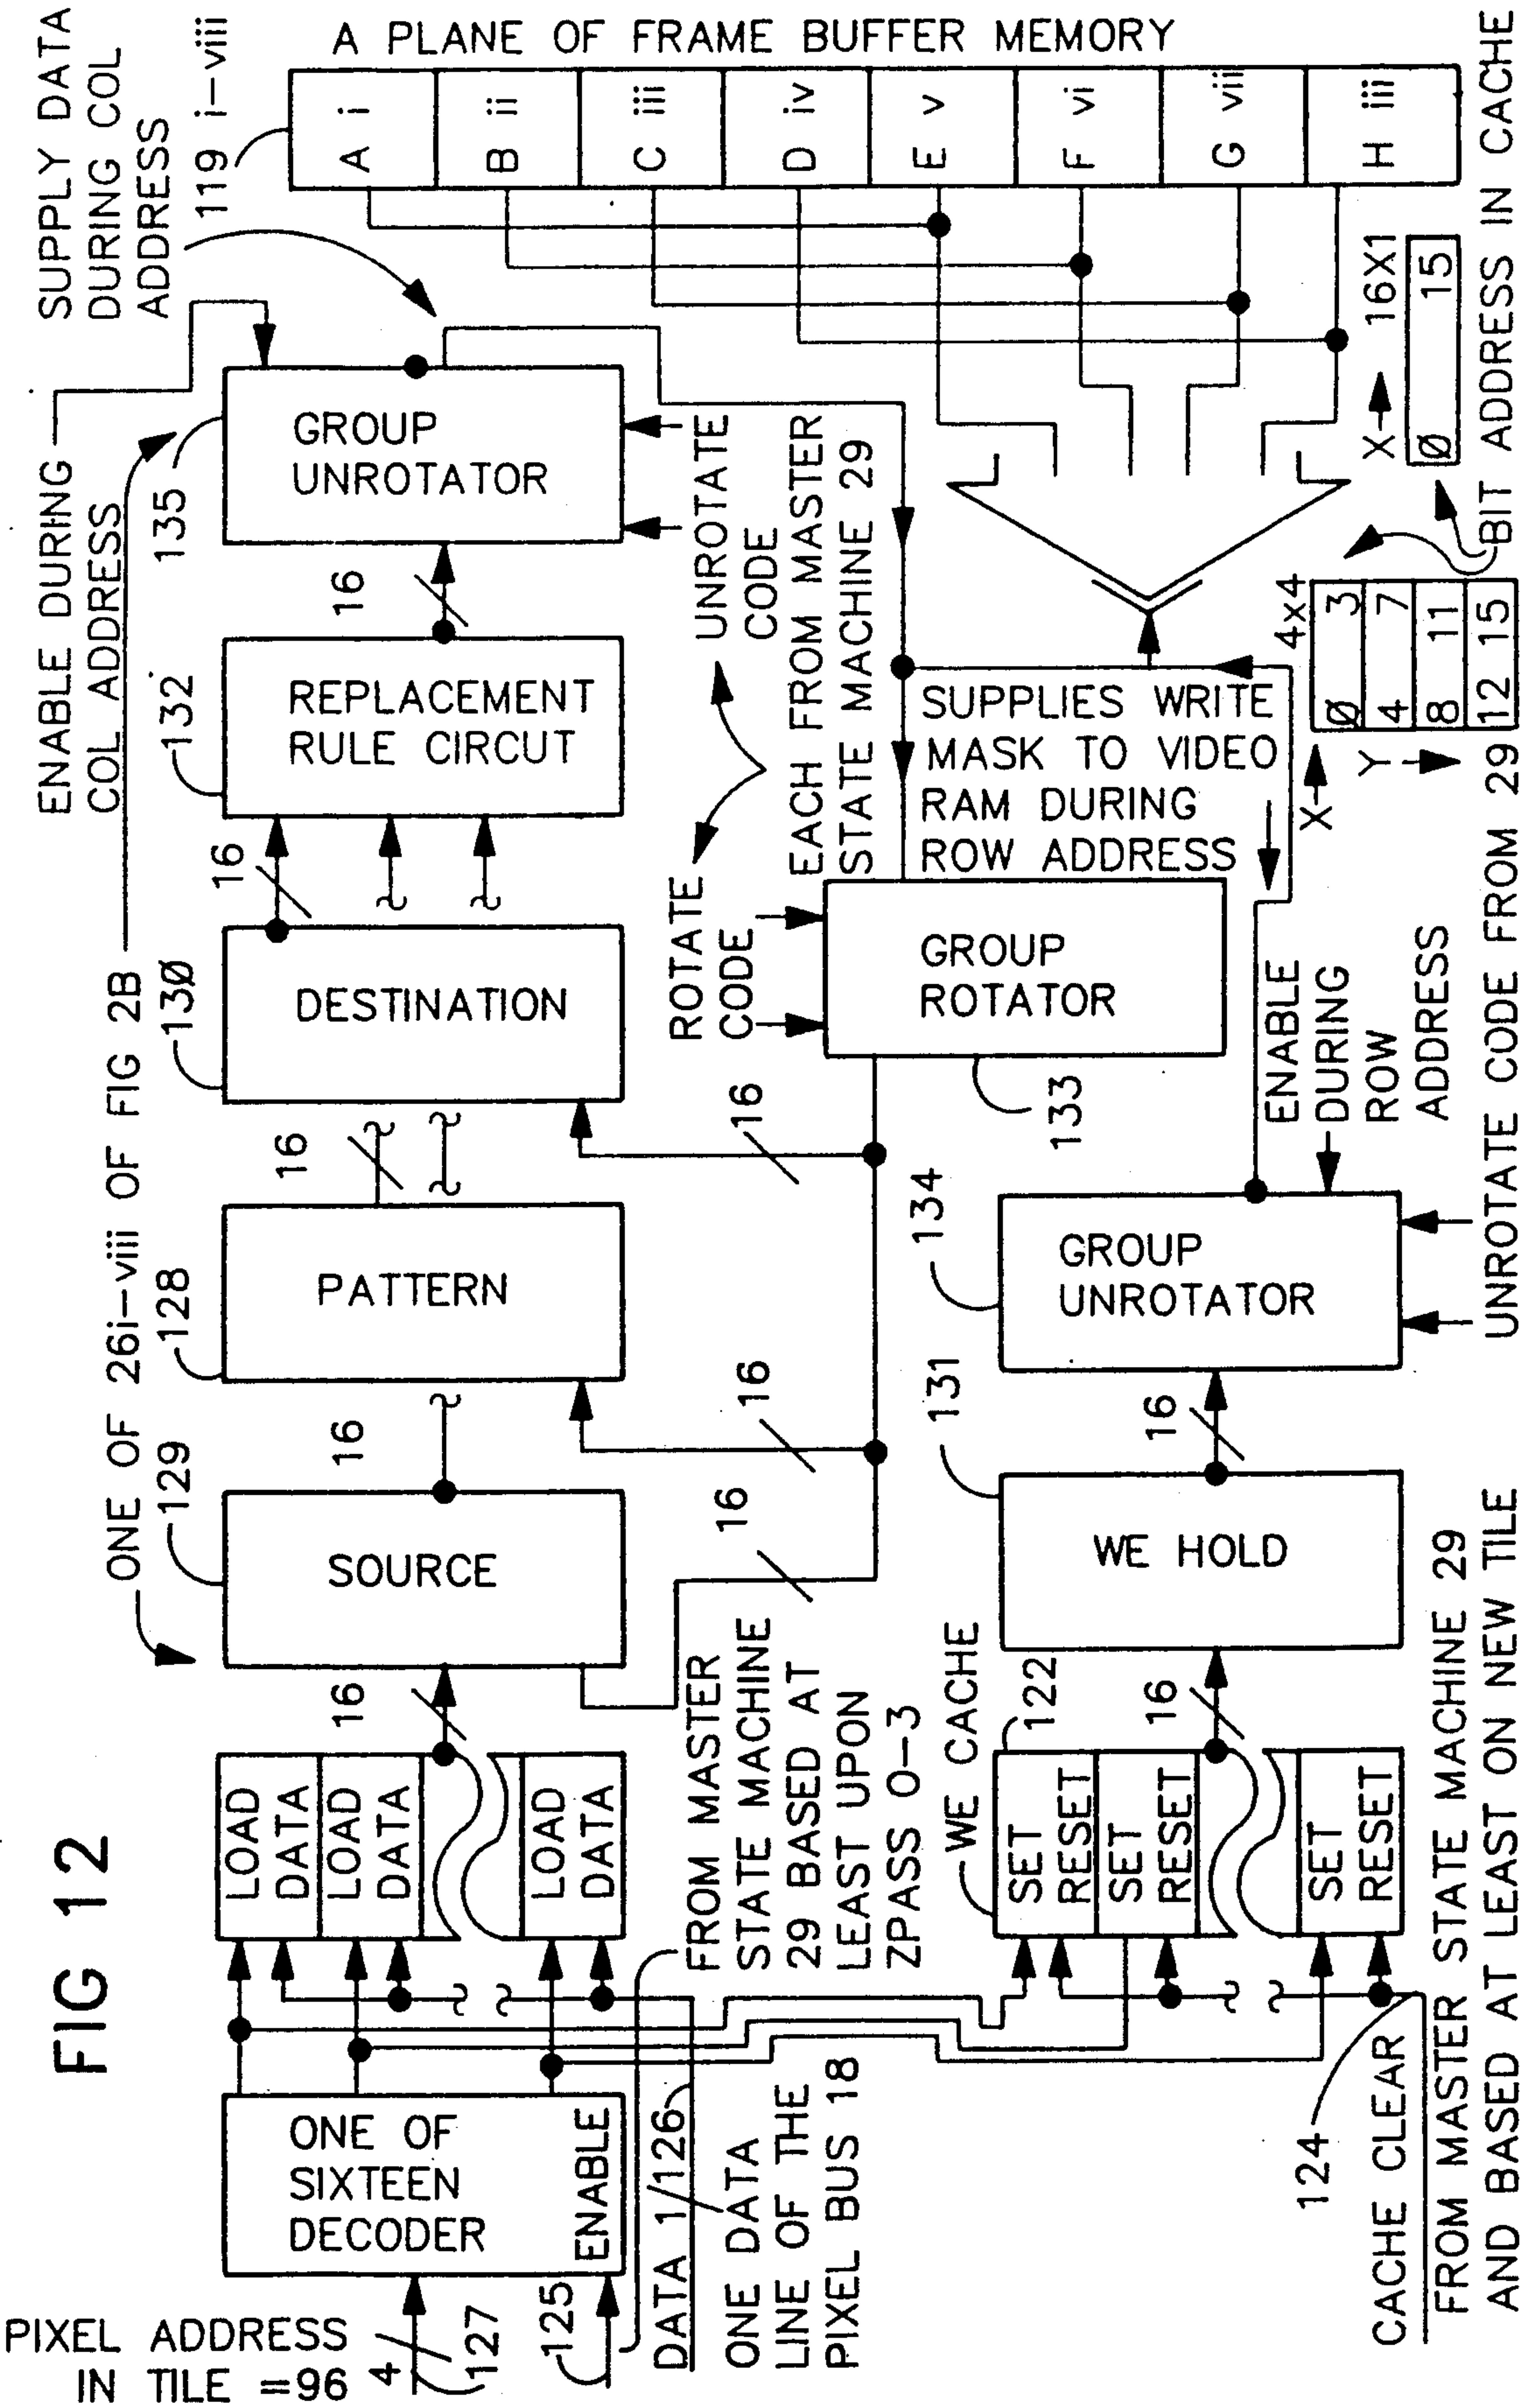 FIG 12
PIXEL ADDRESS
IN TILE =96
4
127
125
ONE OF
SIXTEEN
DECODER
ENABLE
DATA 1/126
ONE DATA
LINE OF THE
PIXEL BUS 18
LOAD
DATA
LOAD
DATA
LOAD
DATA
16
FROM MASTER
STATE MACHINE
29 BASED AT
LEAST UPON
ZPASS 0-3
ONE OF 26i-viii OF FIG 2B
129
SOURCE
16
16
128
PATTERN
16
16
130
DESTINATION
16
16
132
REPLACEMENT
RULE CIRCUT
16
ENABLE DURING
COL ADDRESS
135
GROUP
UNROTATOR
SUPPLY DATA
DURING COL
ADDRESS
119 i-viii
A PLANE OF FRAME BUFFER MEMORY
A i
B ii
C iii
D iv
E v
F vi
G vii
H iii
UNROTATE
CODE
ROTATE
CODE
EACH FROM MASTER
STATE MACHINE 29
GROUP
ROTATOR
133
SUPPLIES WRITE
MASK TO VIDEO
RAM DURING
ROW ADDRESS
WE CACHE
122
SET
RESET
SET
RESET
SET
RESET
16
131
WE HOLD
16
134
GROUP
UNROTATOR
ENABLE
DURING
ROW
ADDRESS
UNROTATE CODE FROM 29
X
Y
4x4
Ø 3
4 7
8 11
12 15
X
16X1
Ø 15
BIT ADDRESS IN CACHE
124
CACHE CLEAR
FROM MASTER STATE MACHINE 29
AND BASED AT LEAST ON NEW TILE